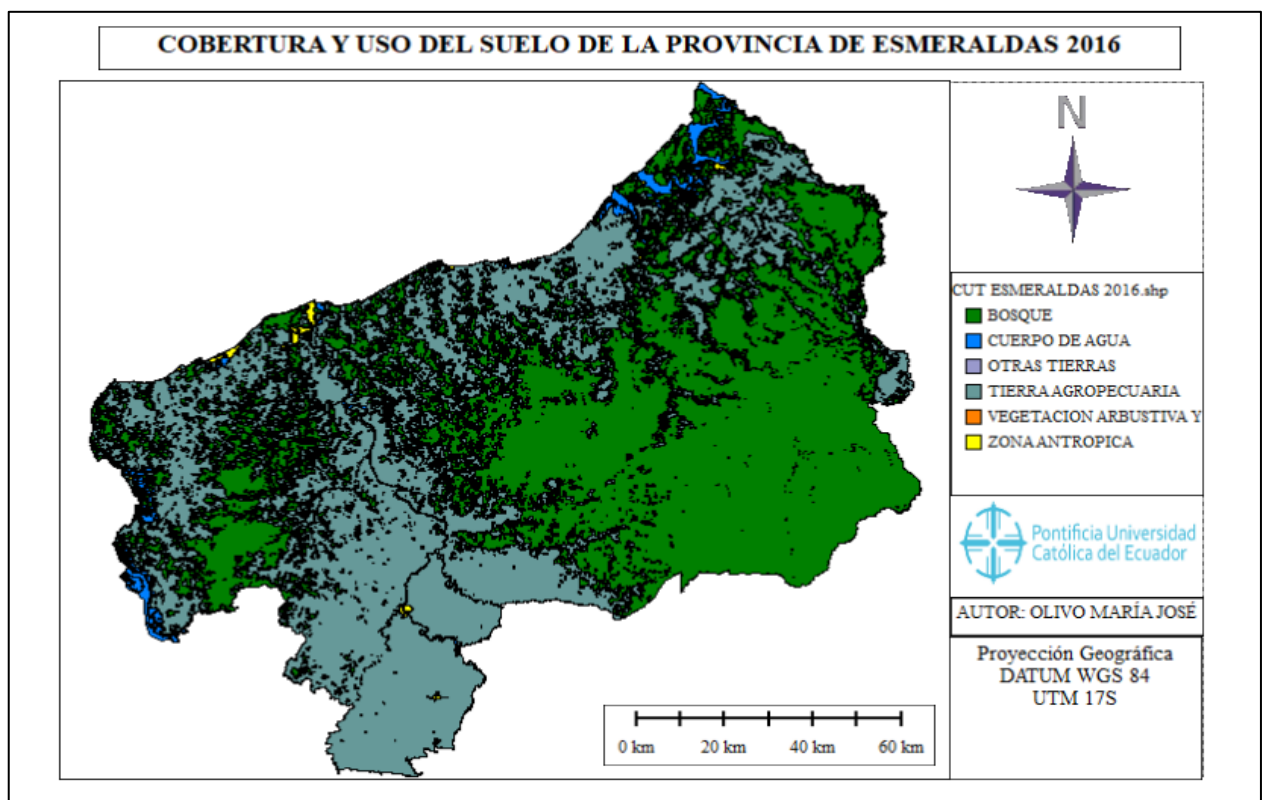 COBERTURA Y USO DEL SUELO DE LA PROVINCIA DE ESMERALDAS 2016
N
CUT ESMERALDAS 2016.shp
BOSQUE
CUERPO DE AGUA
OTRAS TIERRAS
TIERRA AGROPECUARIA
VEGETACION ARBUSTIVA Y
ZONA ANTROPICA
Pontificia Universidad
Católica del Ecuador
AUTOR: OLIVO MARÍA JOSÉ
Proyección Geográfica
DATUM WGS 84
UTM 17S
0 km 20 km 40 km 60 km